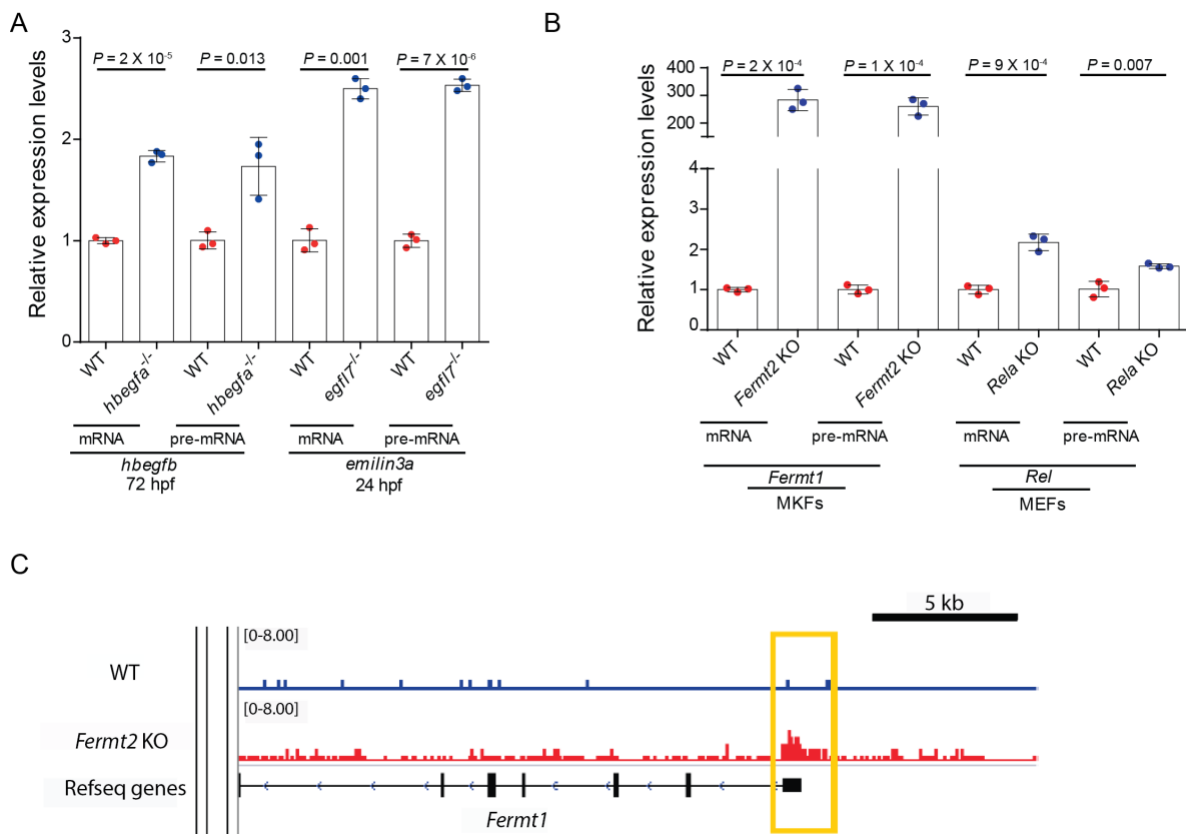 A
Relative expression levels
3
2
1
0
P = 2 X 10-5
P = 0.013
P = 0.001
P = 7 X 10-6
WT
hbegfa-/-
WT
hbegfa-/-
WT
egfl7-/-
WT
egfl7-/-
mRNA
pre-mRNA
mRNA
pre-mRNA
hbegfb
72 hpf
emilin3a
24 hpf
B
Relative expression levels
400
300
200
100
4
2
2
1
0
P = 2 X 10-4
P = 1 X 10-4
P = 9 X 10-4
P = 0.007
WT
Fermt2 KO
WT
Fermt2 KO
WT
Rela KO
WT
Rela KO
mRNA
pre-mRNA
mRNA
pre-mRNA
Fermt1
MKFs
Rel
MEFs
C
5 kb
[0-8.00]
WT
[0-8.00]
Fermt2 KO
Refseq genes
Fermt1